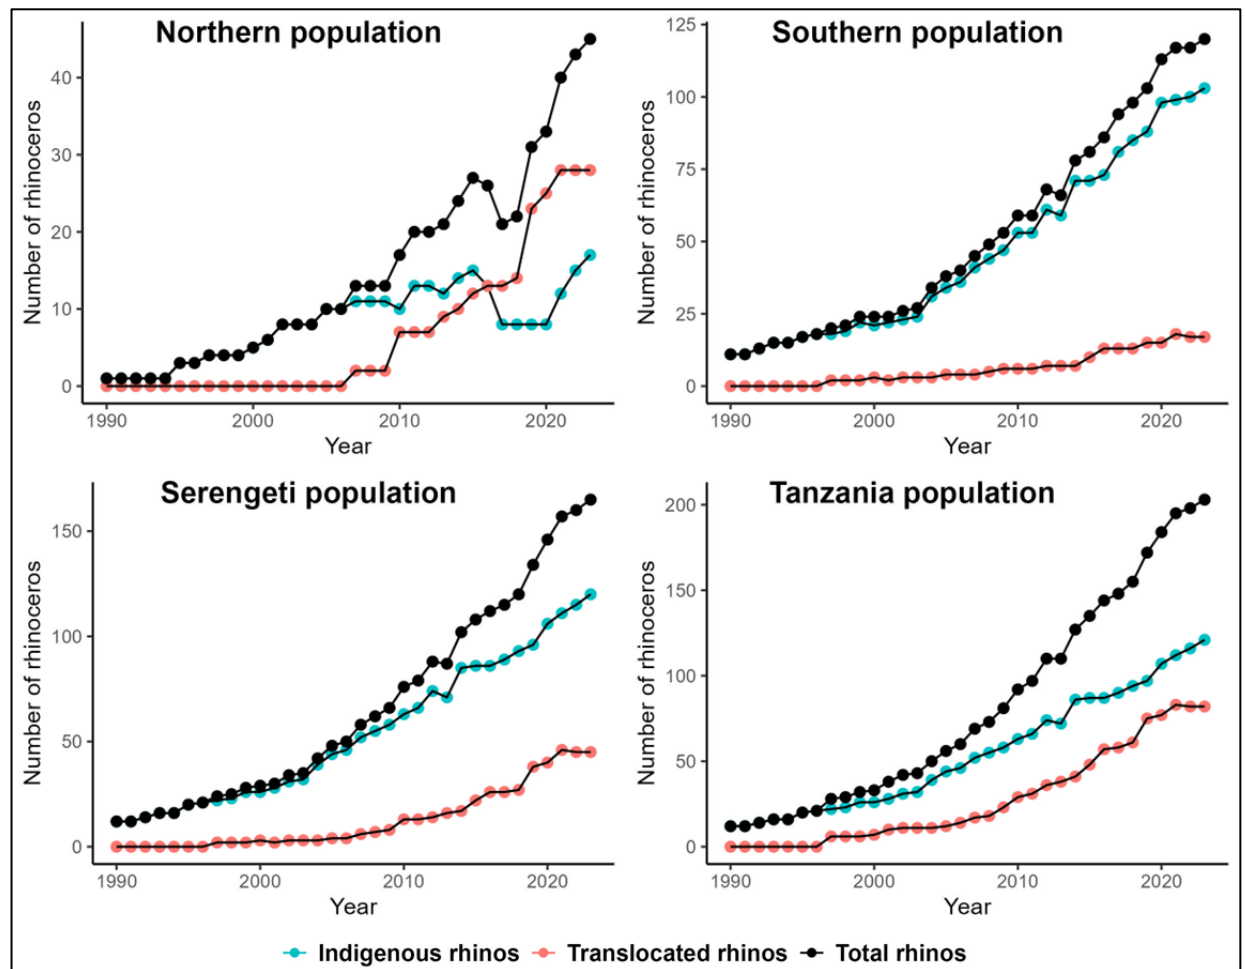 Northern population
Number of rhinoceros
40
30
20
10
0
1990 2000 2010 2020
Year
Southern population
Number of rhinoceros
125
100
75
50
25
0
1990 2000 2010 2020
Year
Serengeti population
Number of rhinoceros
150
100
50
0
1990 2000 2010 2020
Year
Tanzania population
Number of rhinoceros
200
150
100
50
0
1990 2000 2010 2020
Year
Indigenous rhinos Translocated rhinos Total rhinos